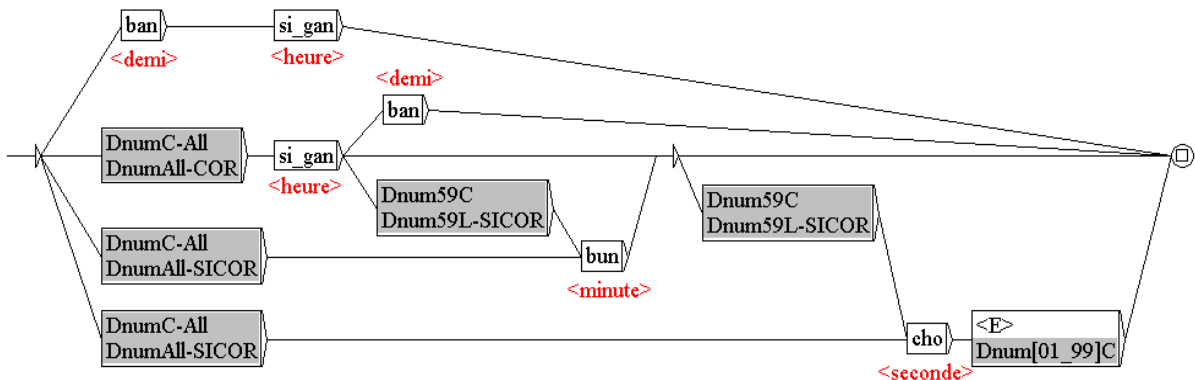 ban
si_gan
<demi>
<heure>
<demi>
ban
DnumC-All
DnumAll-COR
si_gan
<heure>
Dnum59C
Dnum59L-SICOR
Dnum59C
Dnum59L-SICOR
DnumC-All
DnumAll-SICOR
bun
<minute>
DnumC-All
DnumAll-SICOR
cho
<seconde>
<E>
Dnum[01_99]C